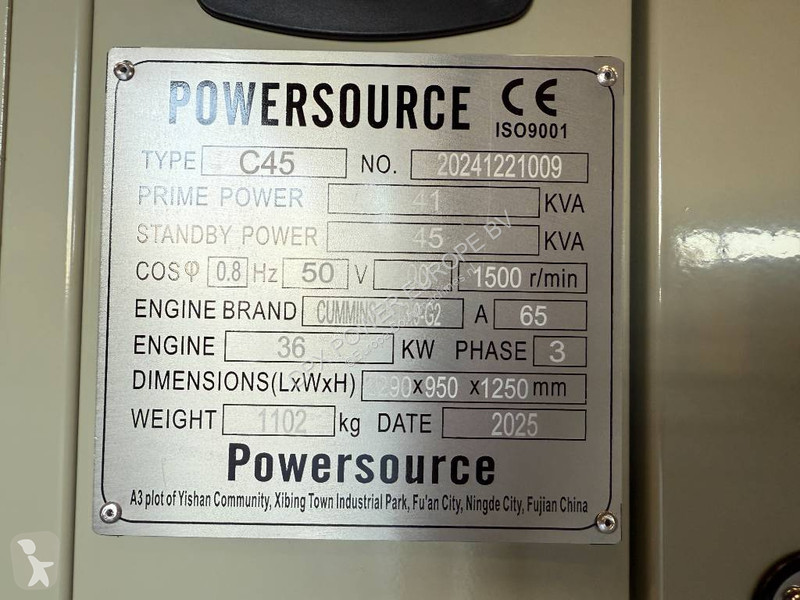 POWERSOURCE CE
ISO9001
TYPE C45 NO. 20241221009
PRIME POWER 41 KVA
STANDBY POWER 45 KVA
COSφ 0.8 Hz 50 V 1500 r/min
ENGINE BRAND CUMMINS A 65
ENGINE 36 KW PHASE 3
DIMENSIONS(LxWxH) x950 x1250 mm
WEIGHT 1102 kg DATE 2025
Powersource
A3 plot of Yishan Community, Xibing Town Industrial Park, Fu'an City, Ningde City, Fujian China